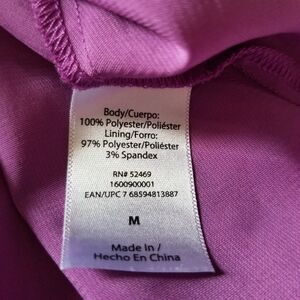 Body/Cuerpo:
100% Polyester/Poliéster
Lining/Forro:
97% Polyester/Poliéster
3% Spandex
RN# 52469
1600900001
EAN/UPC 7 68594813887
M
Made In /
Hecho En China